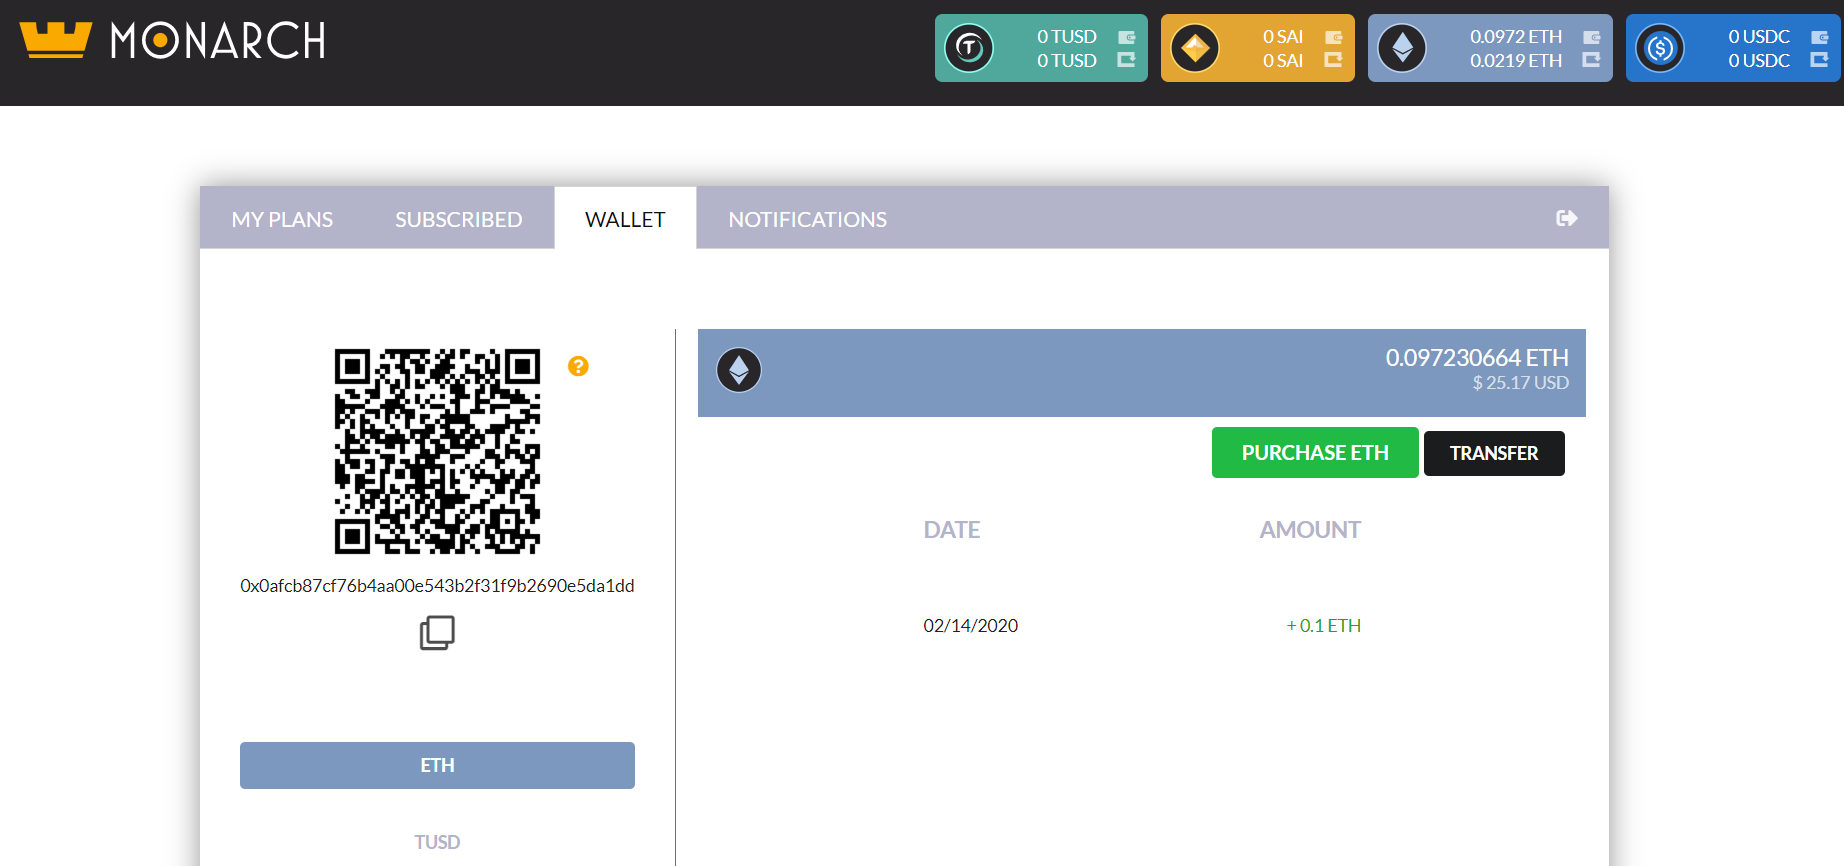 MONARCH
0 TUSD
0 TUSD
0 SAI
0 SAI
0.0972 ETH
0.0219 ETH
0 USDC
0 USDC
MY PLANS
SUBSCRIBED
WALLET
NOTIFICATIONS
?
0x0afcb87cf76b4aa00e543b2f31f9b2690e5da1dd
ETH
TUSD
0.097230664 ETH
$ 25.17 USD
PURCHASE ETH
TRANSFER
DATE AMOUNT
02/14/2020 + 0.1 ETH